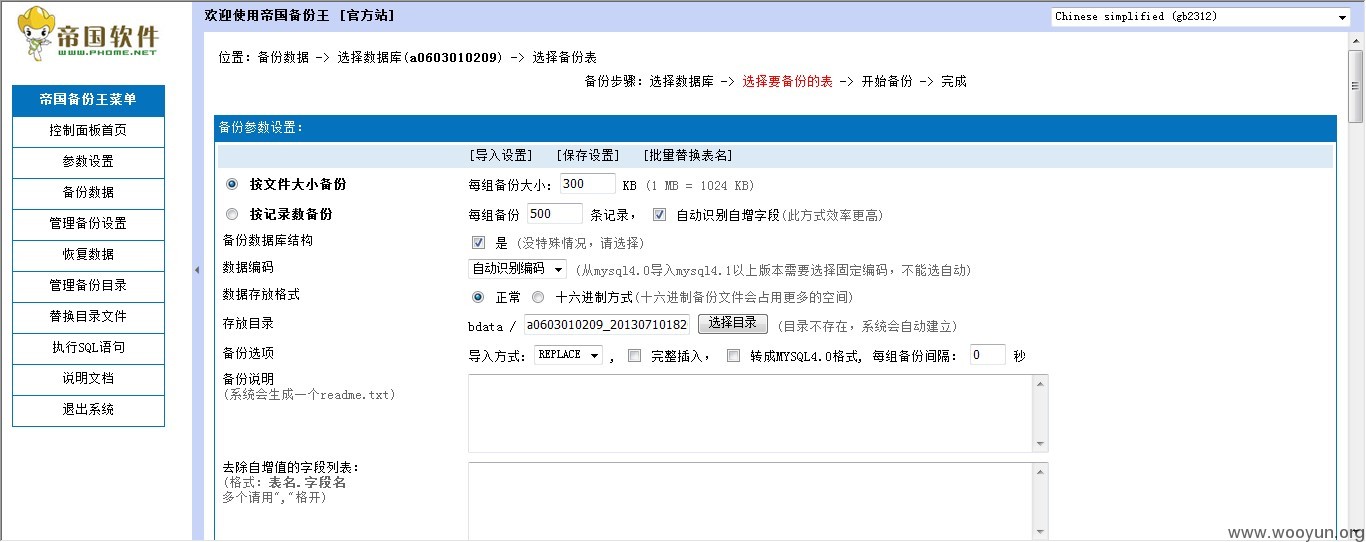 帝国软件
WWW.PHOME.NET
帝国备份王菜单
控制面板首页
参数设置
备份数据
管理备份设置
恢复数据
管理备份目录
替换目录文件
执行SQL语句
说明文档
退出系统
欢迎使用帝国备份王 [官方站]
Chinese simplified (gb2312)
位置：备份数据 -> 选择数据库(a0603010209) -> 选择备份表
备份步骤：选择数据库 -> 选择要备份的表 -> 开始备份 -> 完成
备份参数设置：
[导入设置] [保存设置] [批量替换表名]
按文件大小备份 每组备份大小： 300 KB (1 MB = 1024 KB)
按记录数备份 每组备份 500 条记录， 自动识别自增字段(此方式效率更高)
备份数据库结构 是 (没特殊情况，请选择)
数据编码 自动识别编码 (从mysql4.0导入mysql4.1以上版本需要选择固定编码，不能选自动)
数据存放格式 正常 十六进制方式(十六进制备份文件会占用更多的空间)
存放目录 bdata / a0603010209_20130710182 选择目录 (目录不存在，系统会自动建立)
备份选项 导入方式: REPLACE , 完整插入， 转成MYSQL4.0格式, 每组备份间隔： 0 秒
备份说明
(系统会生成一个readme.txt)
去除自增值的字段列表：
(格式：表名.字段名
多个请用","格开)
www.wooyun.org